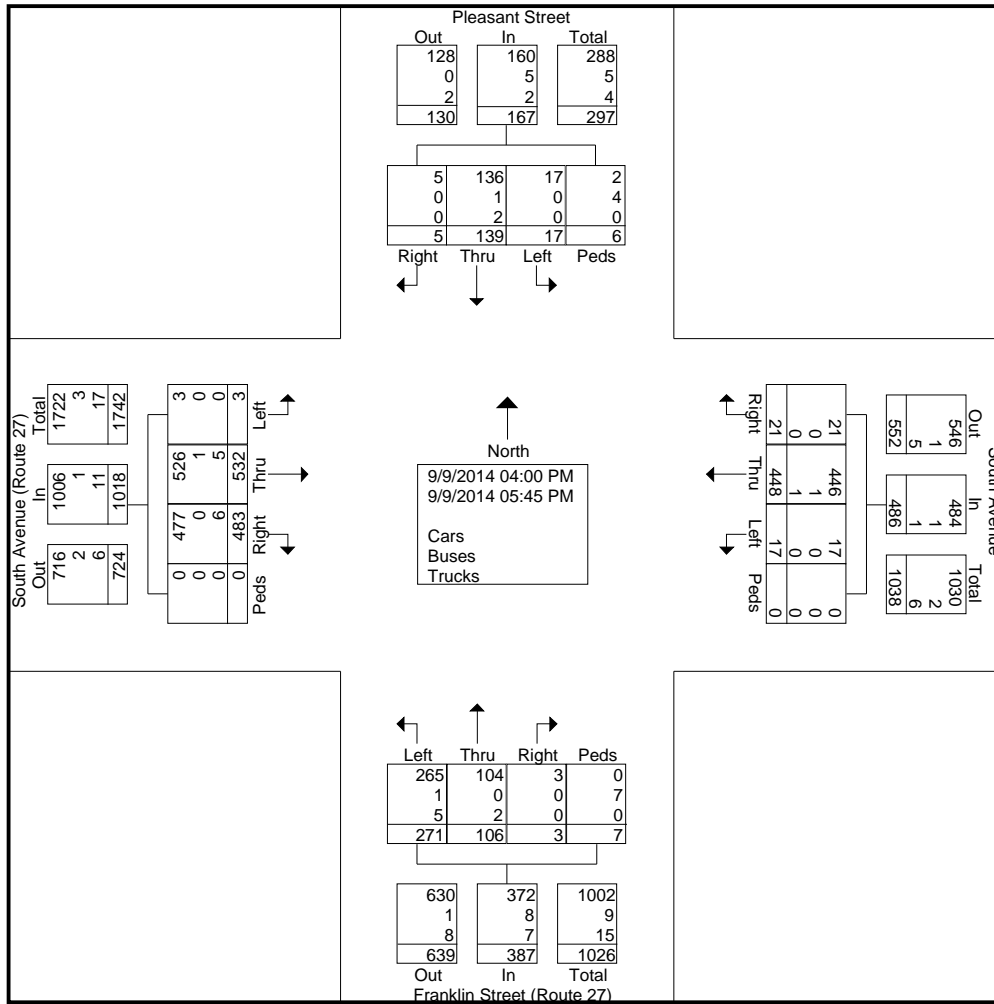 Pleasant Street
Out In Total
128 160 288
0 5 5
2 2 4
130 167 297
5 136 17 2
0 1 0 4
0 2 0 0
5 139 17 6
Right Thru Left Peds
South Avenue (Route 27)
Total In Out
1722 1006 716
3 1 2
17 11 6
1742 1018 724
3 0 0 3 Left
526 1 5 532 Thru
477 0 6 483 Right
0 0 0 0 Peds
North
9/9/2014 04:00 PM
9/9/2014 05:45 PM
Cars
Buses
Trucks
Right 21 0 0 21
Thru 448 1 1 446
Left 17 0 0 17
Peds 0 0 0 0
Out In Total
546 484 1030
1 1 2
5 1 6
552 486 1038
South Avenue
Left Thru Right Peds
265 104 3 0
1 0 0 7
5 2 0 0
271 106 3 7
630 372 1002
1 8 9
8 7 15
639 387 1026
Out In Total
Franklin Street (Route 27)